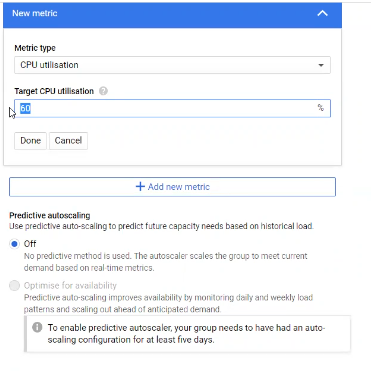 New metric
Metric type
CPU utilisation
Target CPU utilisation
60
%
Done Cancel
+ Add new metric
Predictive autoscaling
Use predictive auto-scaling to predict future capacity needs based on historical load.
Off
No predictive method is used. The autoscaler scales the group to meet current
demand based on real-time metrics.
Optimise for availability
Predictive auto-scaling improves availability by monitoring daily and weekly load
patterns and scaling out ahead of anticipated demand.
To enable predictive autoscaler, your group needs to have had an auto-
scaling configuration for at least five days.